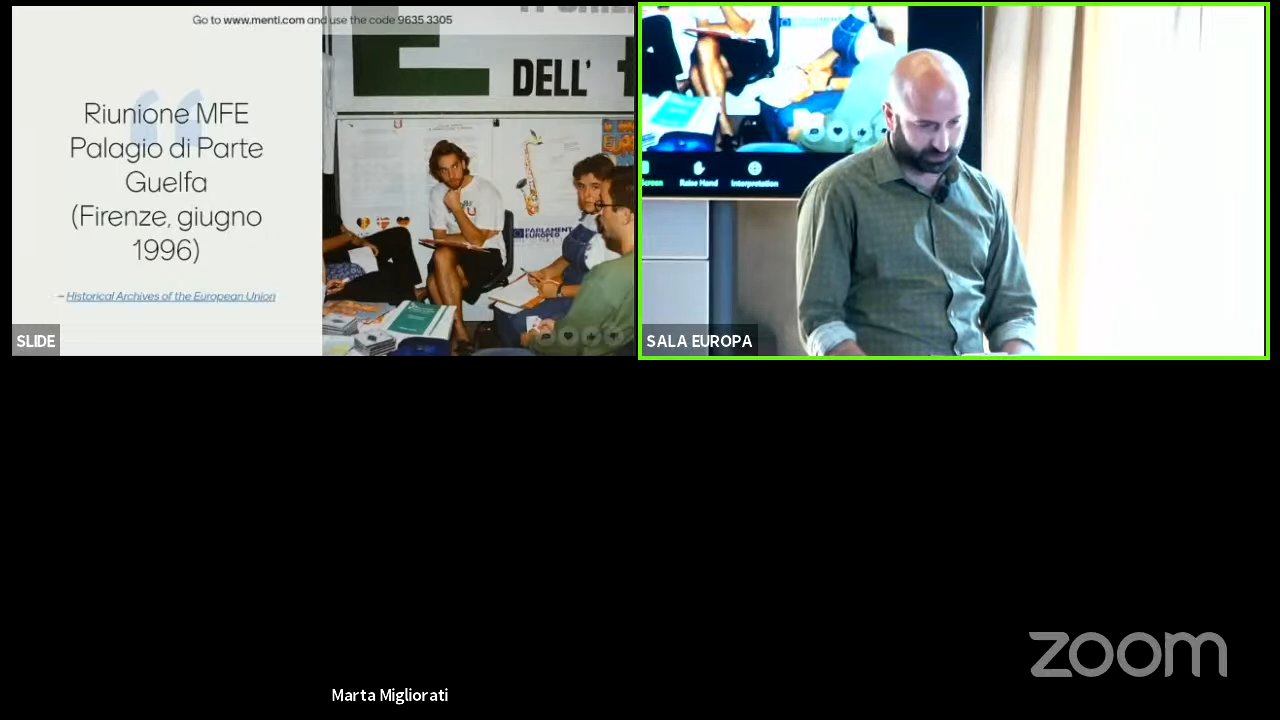 Go to www.menti.com and use the code 9635 3305
Riunione MFE
Palagio di Parte
Guelfa
(Firenze, giugno
1996)
– Historical Archives of the European Union
DELL'
PARLAMENT
EUROPEO
SLIDE
Raise Hand
Interpretation
SALA EUROPA
Marta Migliorati
zoom